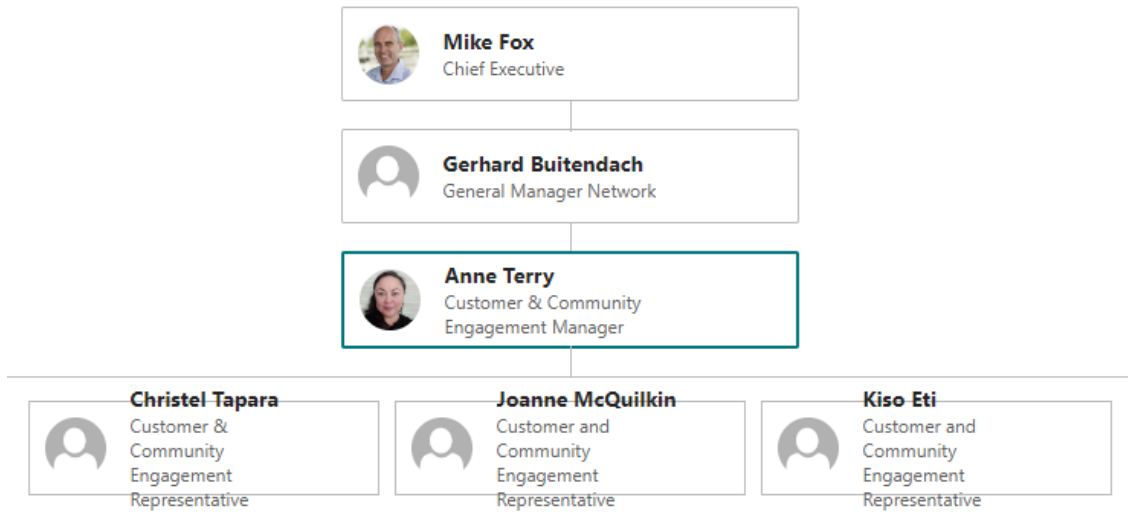 Mike Fox
Chief Executive
Gerhard Buitendach
General Manager Network
Anne Terry
Customer & Community
Engagement Manager
Christel Tapara
Customer &
Community
Engagement
Representative
Joanne McQuilkin
Customer and
Community
Engagement
Representative
Kiso Eti
Customer and
Community
Engagement
Representative